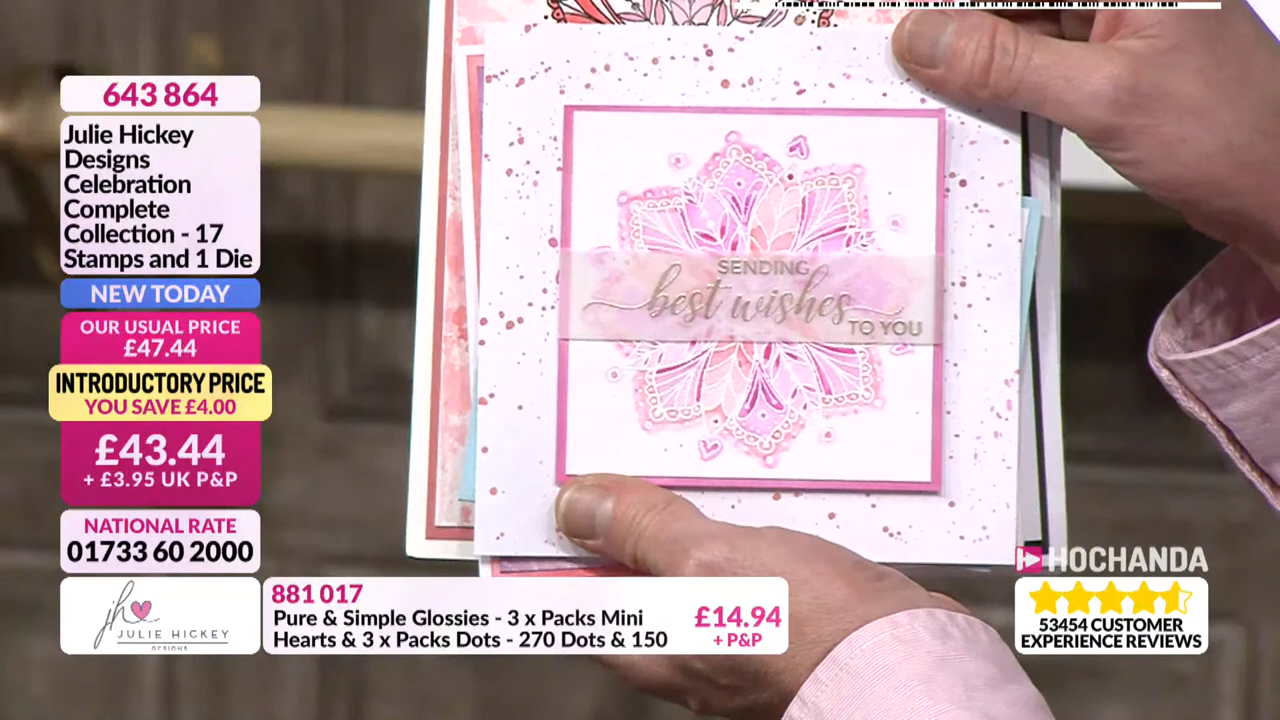 643 864
Julie Hickey
Designs
Celebration
Complete
Collection - 17
Stamps and 1 Die
NEW TODAY
OUR USUAL PRICE
£47.44
INTRODUCTORY PRICE
YOU SAVE £4.00
£43.44
+ £3.95 UK P&P
NATIONAL RATE
01733 60 2000
jh
JULIE HICKEY
DESIGNS
881 017
Pure & Simple Glossies - 3 x Packs Mini
Hearts & 3 x Packs Dots - 270 Dots & 150
£14.94
+ P&P
SENDING
best wishes
TO YOU
HOCHANDA
53454 CUSTOMER
EXPERIENCE REVIEWS